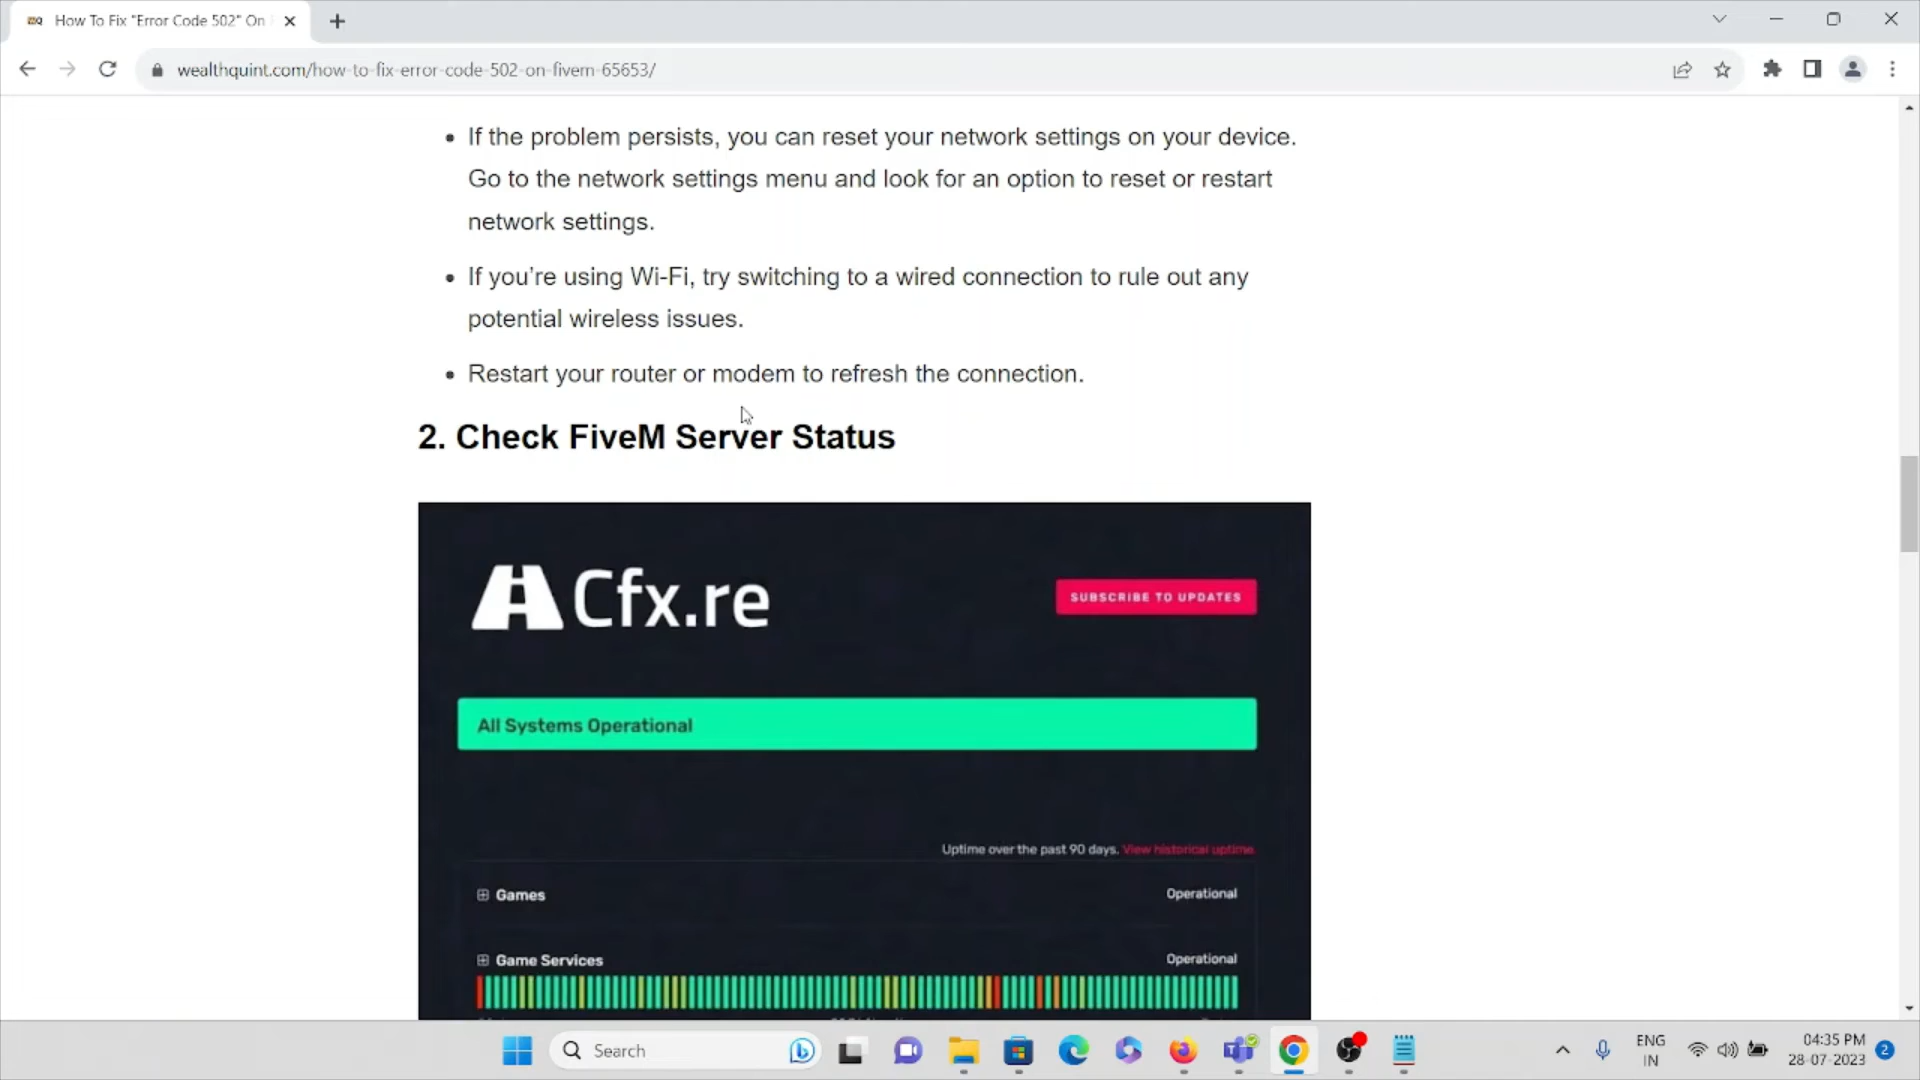 How To Fix "Error Code 502" On
wealthquint.com/how-to-fix-error-code-502-on-fivem-65653/
• If the problem persists, you can reset your network settings on your device.
Go to the network settings menu and look for an option to reset or restart
network settings.
• If you’re using Wi-Fi, try switching to a wired connection to rule out any
potential wireless issues.
• Restart your router or modem to refresh the connection.
2. Check FiveM Server Status
Cfx.re
SUBSCRIBE TO UPDATES
All Systems Operational
Uptime over the past 90 days. View historical uptime.
Games Operational
Game Services Operational
Search
ENG
IN
04:35 PM
28-07-2023
2